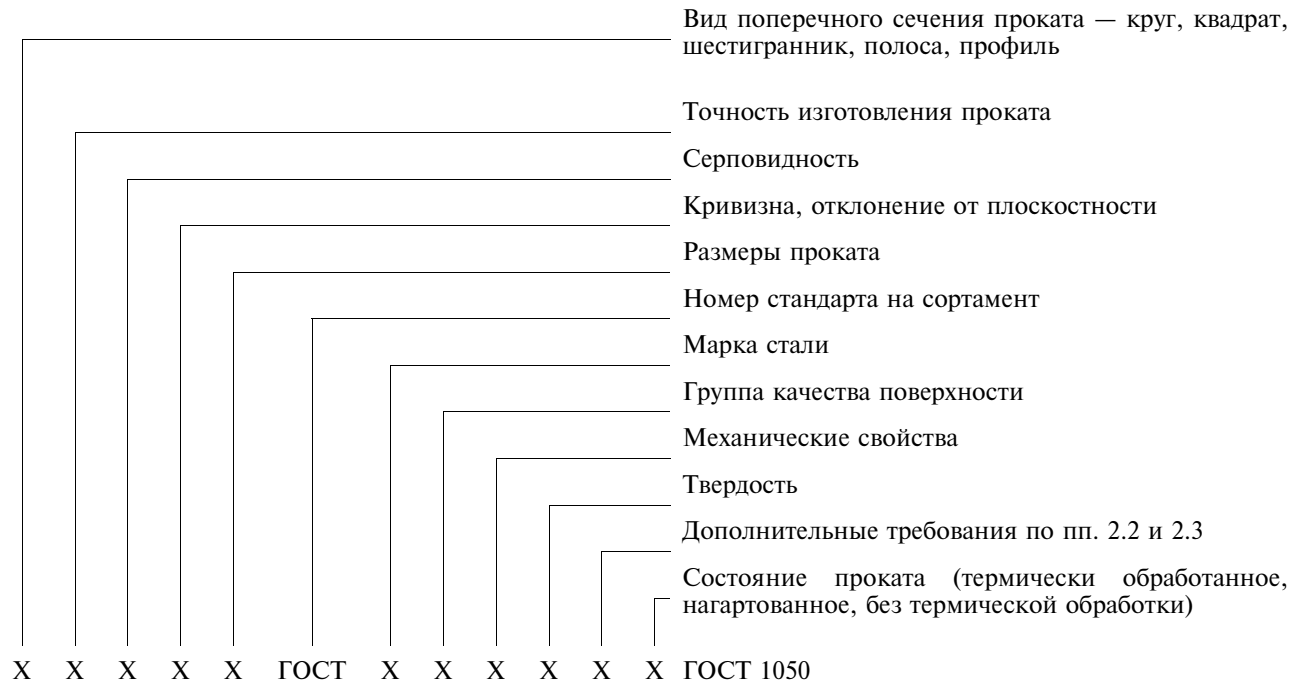 Вид поперечного сечения проката — круг, квадрат,
шестигранник, полоса, профиль
Точность изготовления проката
Серповидность
Кривизна, отклонение от плоскостности
Размеры проката
Номер стандарта на сортамент
Марка стали
Группа качества поверхности
Механические свойства
Твердость
Дополнительные требования по пп. 2.2 и 2.3
Состояние проката (термически обработанное,
нагартованное, без термической обработки)
Х Х Х Х Х ГОСТ Х Х Х Х Х Х ГОСТ 1050